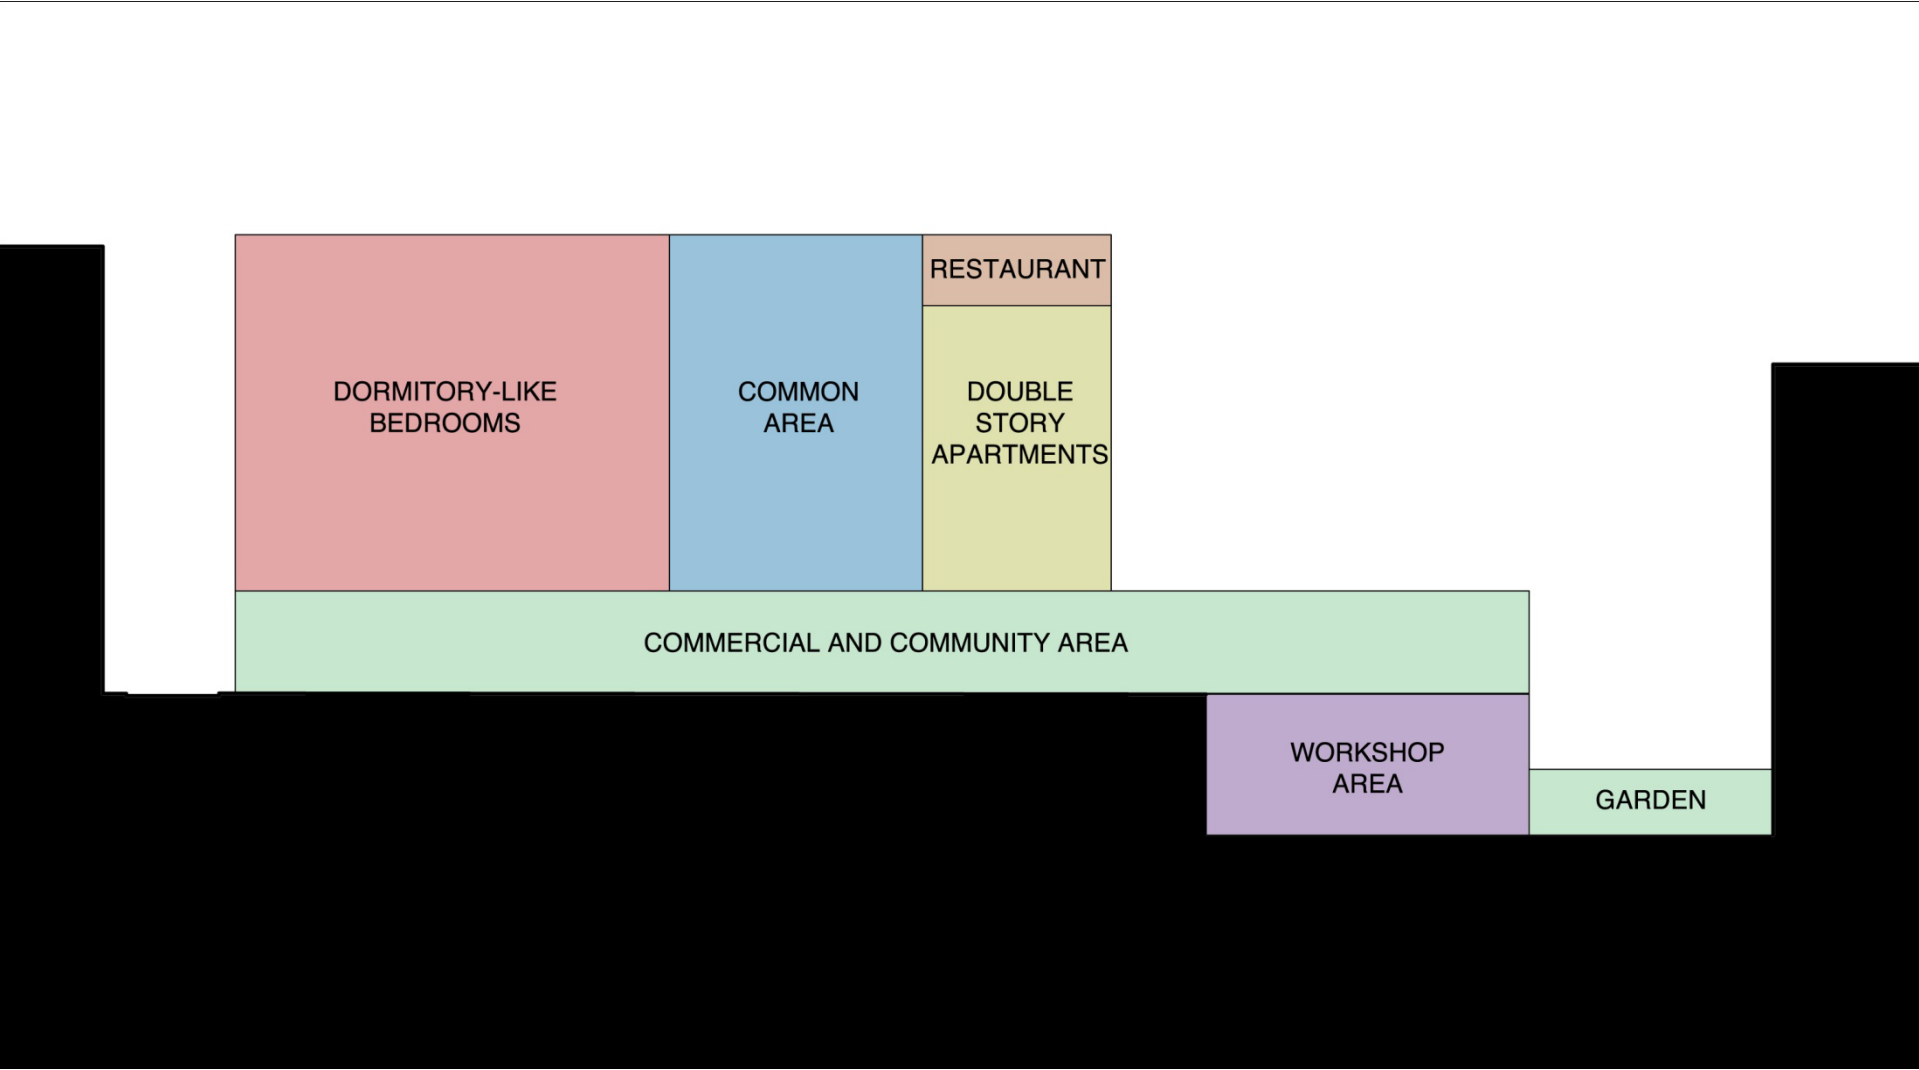 RESTAURANT
DORMITORY-LIKE
BEDROOMS
COMMON
AREA
DOUBLE
STORY
APARTMENTS
COMMERCIAL AND COMMUNITY AREA
WORKSHOP
AREA
GARDEN